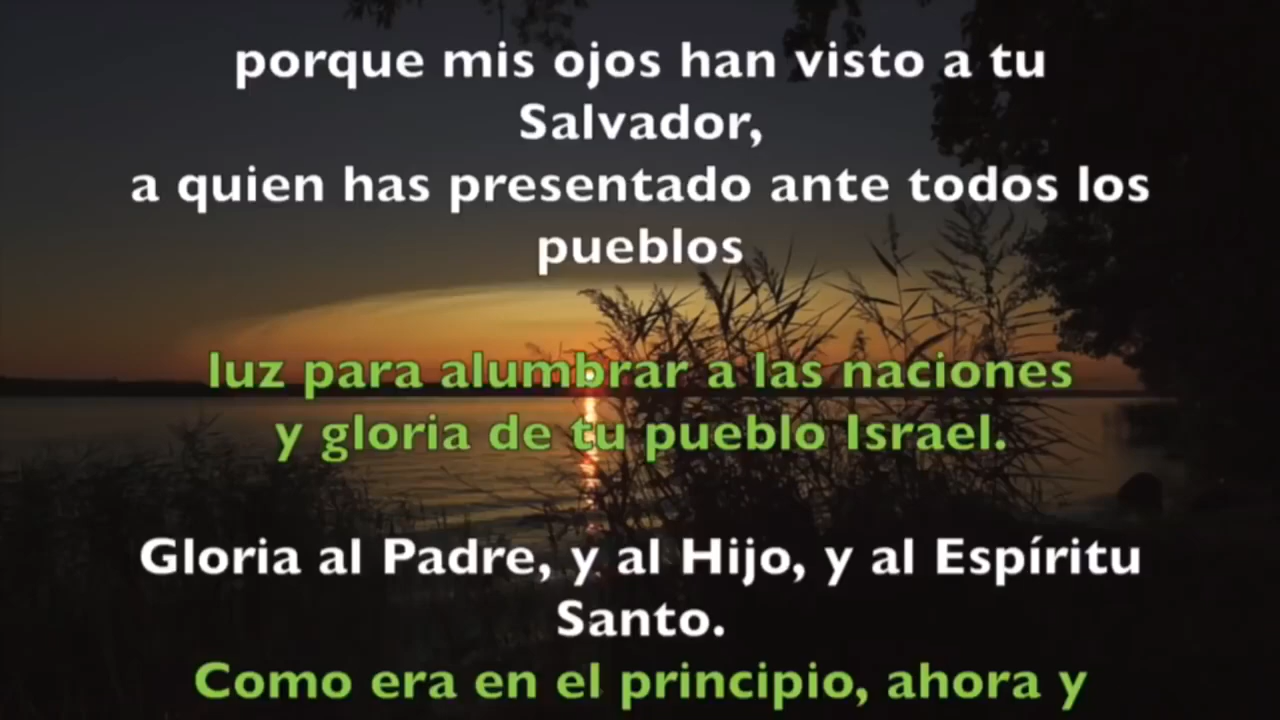 porque mis ojos han visto a tu
Salvador,
a quien has presentado ante todos los
pueblos
luz para alumbrar a las naciones
y gloria de tu pueblo Israel.
Gloria al Padre, y al Hijo, y al Espíritu
Santo.
Como era en el principio, ahora y